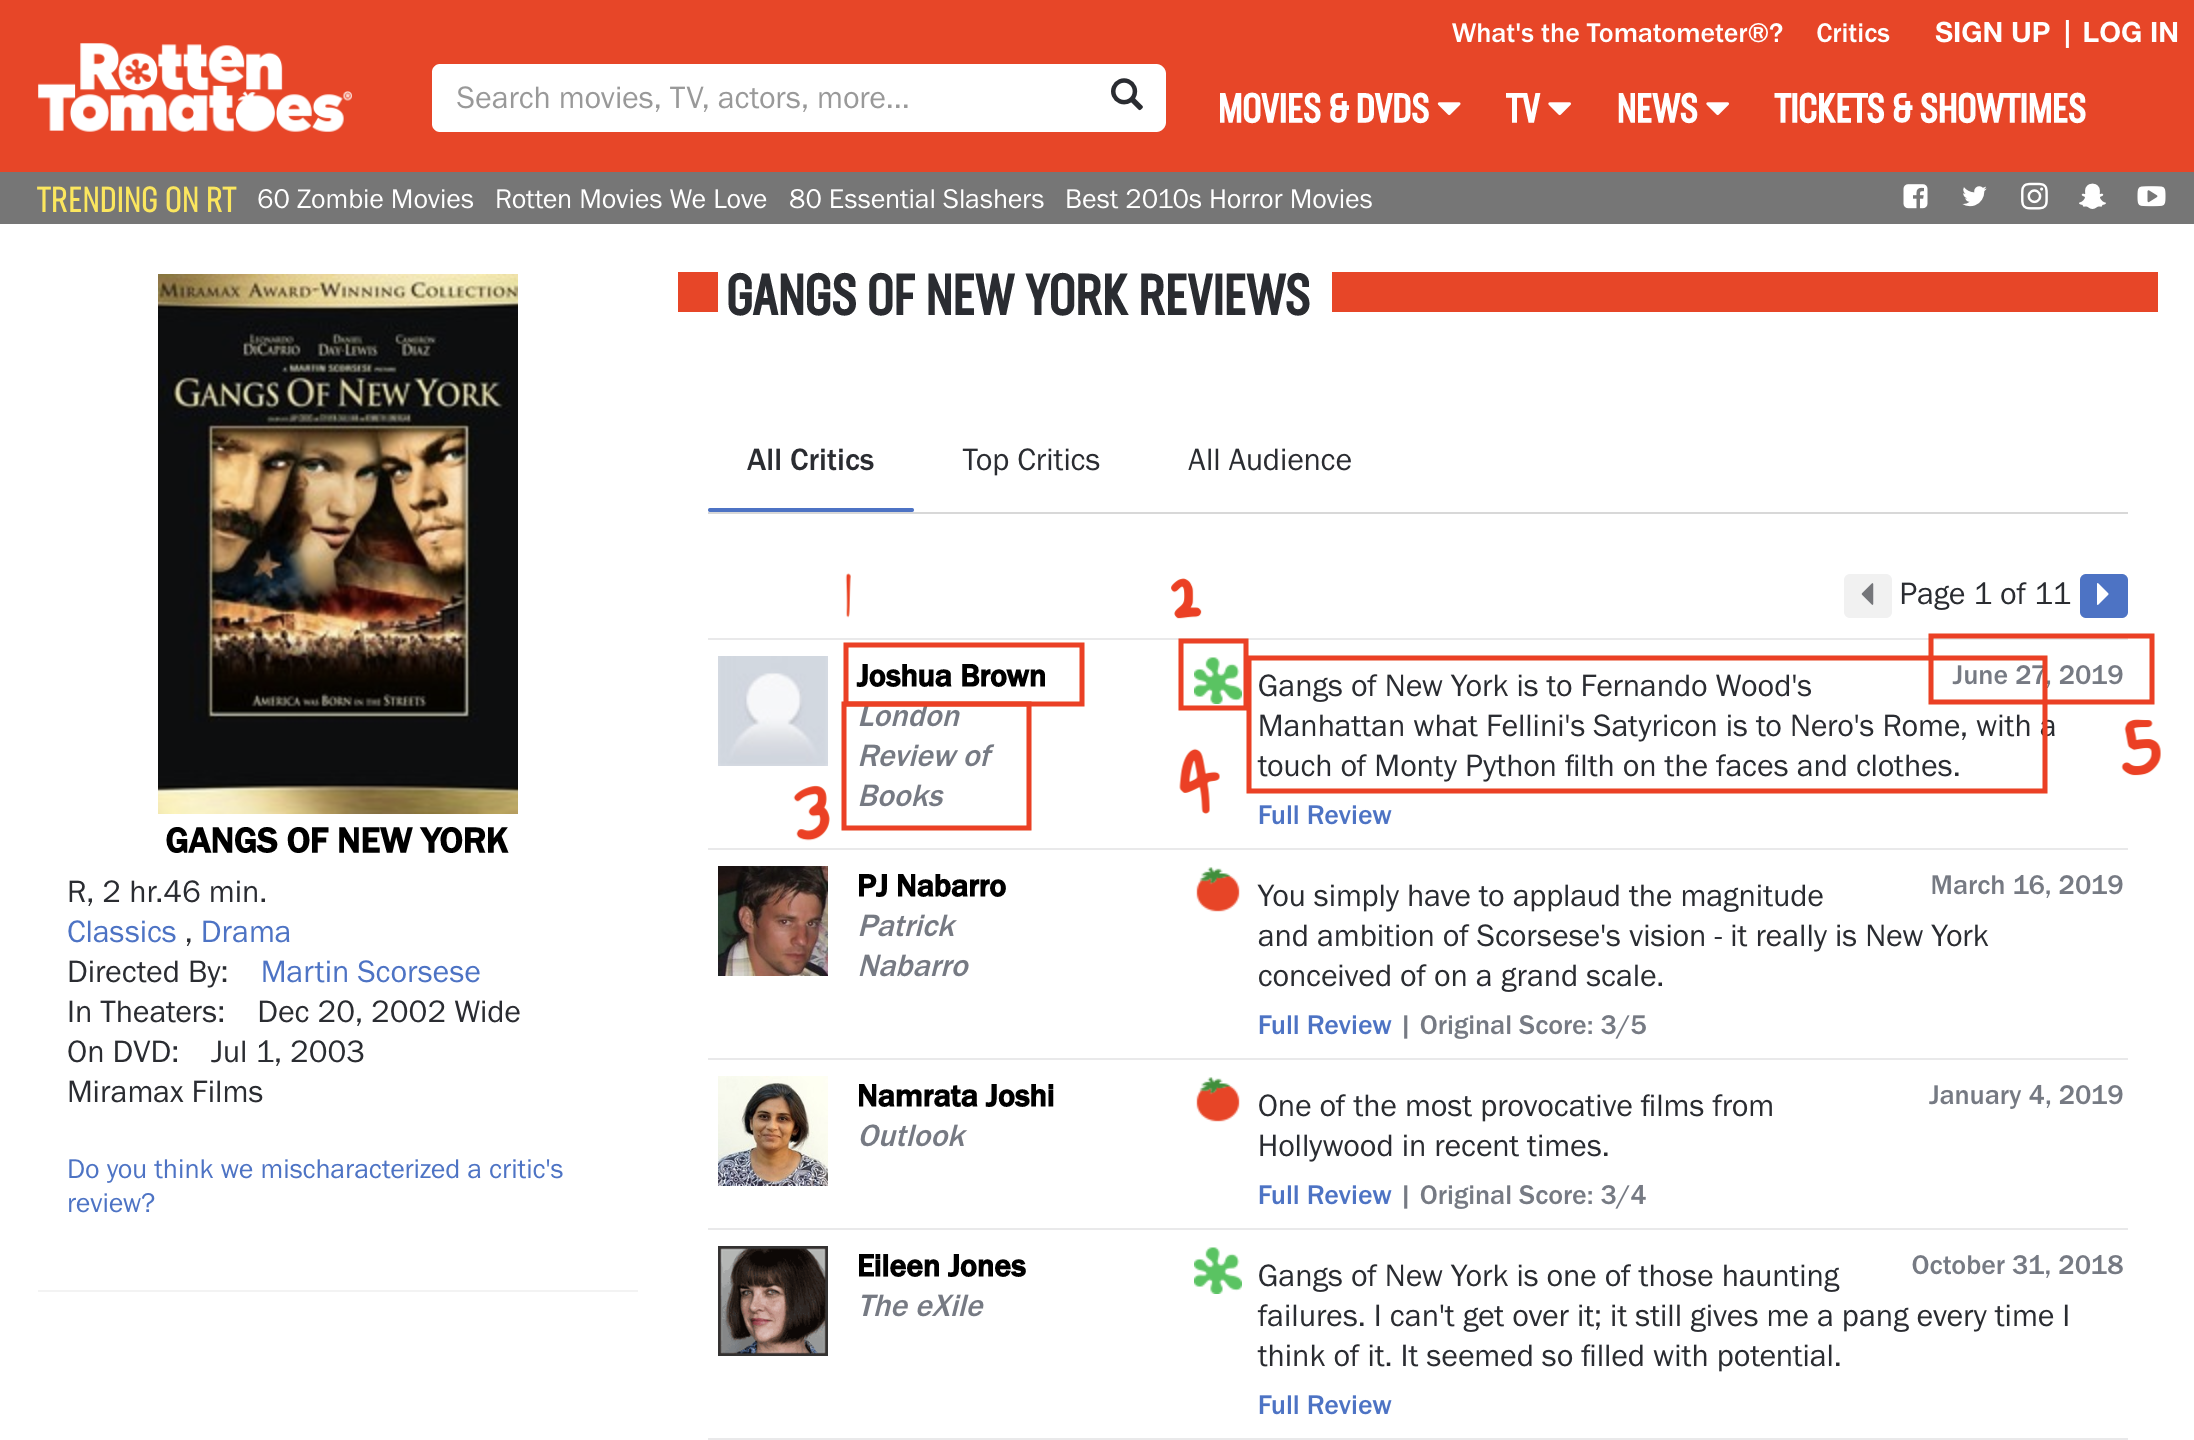 What's the Tomatometer®? Critics SIGN UP | LOG IN
Rotten
Tomatoes®
Search movies, TV, actors, more...
MOVIES & DVDS TV NEWS TICKETS & SHOWTIMES
TRENDING ON RT 60 Zombie Movies Rotten Movies We Love 80 Essential Slashers Best 2010s Horror Movies
MIRAMAX AWARD-WINNING COLLECTION
LEONARDO DICAPRIO DANIEL DAY-LEWIS CAMERON DIAZ
A MARTIN SCORSESE PICTURE
GANGS OF NEW YORK
AMERICA WAS BORN IN THE STREETS
GANGS OF NEW YORK
R, 2 hr.46 min.
Classics , Drama
Directed By: Martin Scorsese
In Theaters: Dec 20, 2002 Wide
On DVD: Jul 1, 2003
Miramax Films
Do you think we mischaracterized a critic's
review?
GANGS OF NEW YORK REVIEWS
All Critics Top Critics All Audience
Page 1 of 11
1
2
3
4
5
Joshua Brown
London
Review of
Books
Gangs of New York is to Fernando Wood's
Manhattan what Fellini's Satyricon is to Nero's Rome, with a
touch of Monty Python filth on the faces and clothes.
June 27, 2019
Full Review
PJ Nabarro
Patrick
Nabarro
You simply have to applaud the magnitude
and ambition of Scorsese's vision - it really is New York
conceived of on a grand scale.
March 16, 2019
Full Review | Original Score: 3/5
Namrata Joshi
Outlook
One of the most provocative films from
Hollywood in recent times.
January 4, 2019
Full Review | Original Score: 3/4
Eileen Jones
The eXile
Gangs of New York is one of those haunting
failures. I can't get over it; it still gives me a pang every time I
think of it. It seemed so filled with potential.
October 31, 2018
Full Review